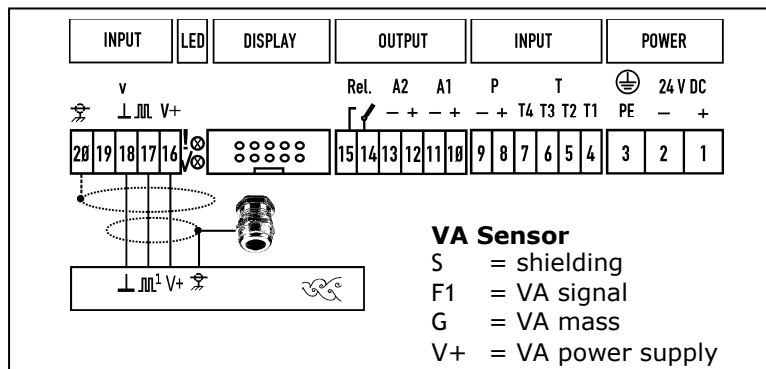 INPUT LED DISPLAY OUTPUT INPUT POWER
v Rel. A2 A1 P T 24 V DC
V+ − + − + − + T4 T3 T2 T1 PE − +
20 19 18 17 16 ! V 15 14 13 12 11 10 9 8 7 6 5 4 3 2 1
1 V+
VA Sensor
S = shielding
F1 = VA signal
G = VA mass
V+ = VA power supply